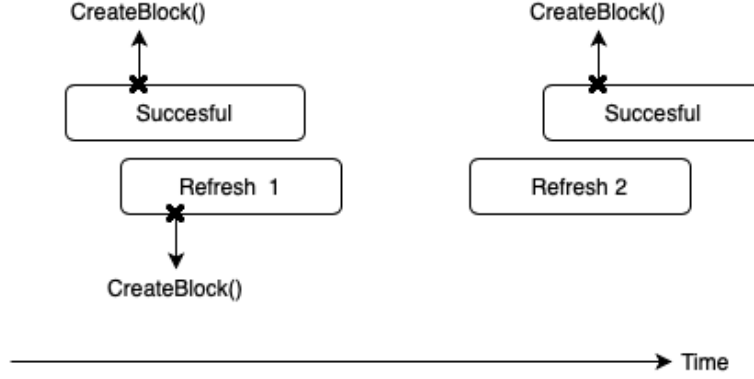 CreateBlock()
CreateBlock()
Succesful
Succesful
Refresh 1
Refresh 2
CreateBlock()
Time